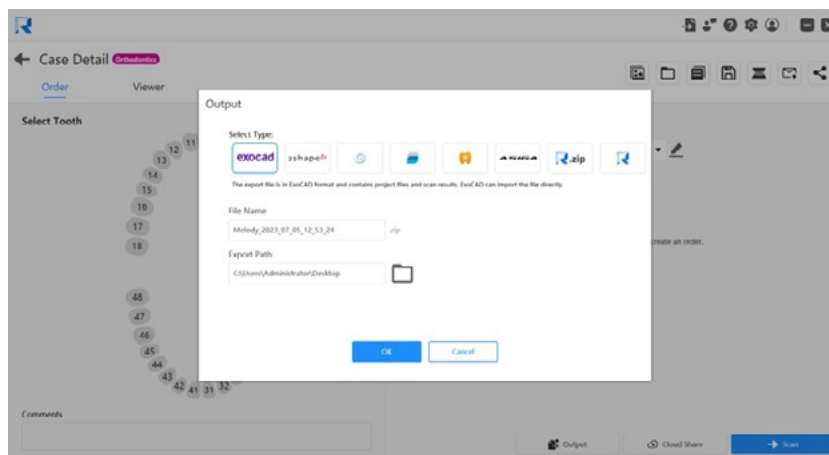 Case Detail Orthodontics
Order Viewer
Select Tooth
Output
Select Type:
exocad 3shape ASIGA .zip
The export file is in ExoCAD format and contains project files and scan results. ExoCAD can import the file directly
File Name
Melody_2023_07_05_12_53_24 .zip
Export Path
C:\Users\Administrator\Desktop
OK Cancel
create an order.
11
12
13
14
15
16
17
18
48
47
46
45
44
43
42 41 31 32
Comments
Output Cloud Share Scan